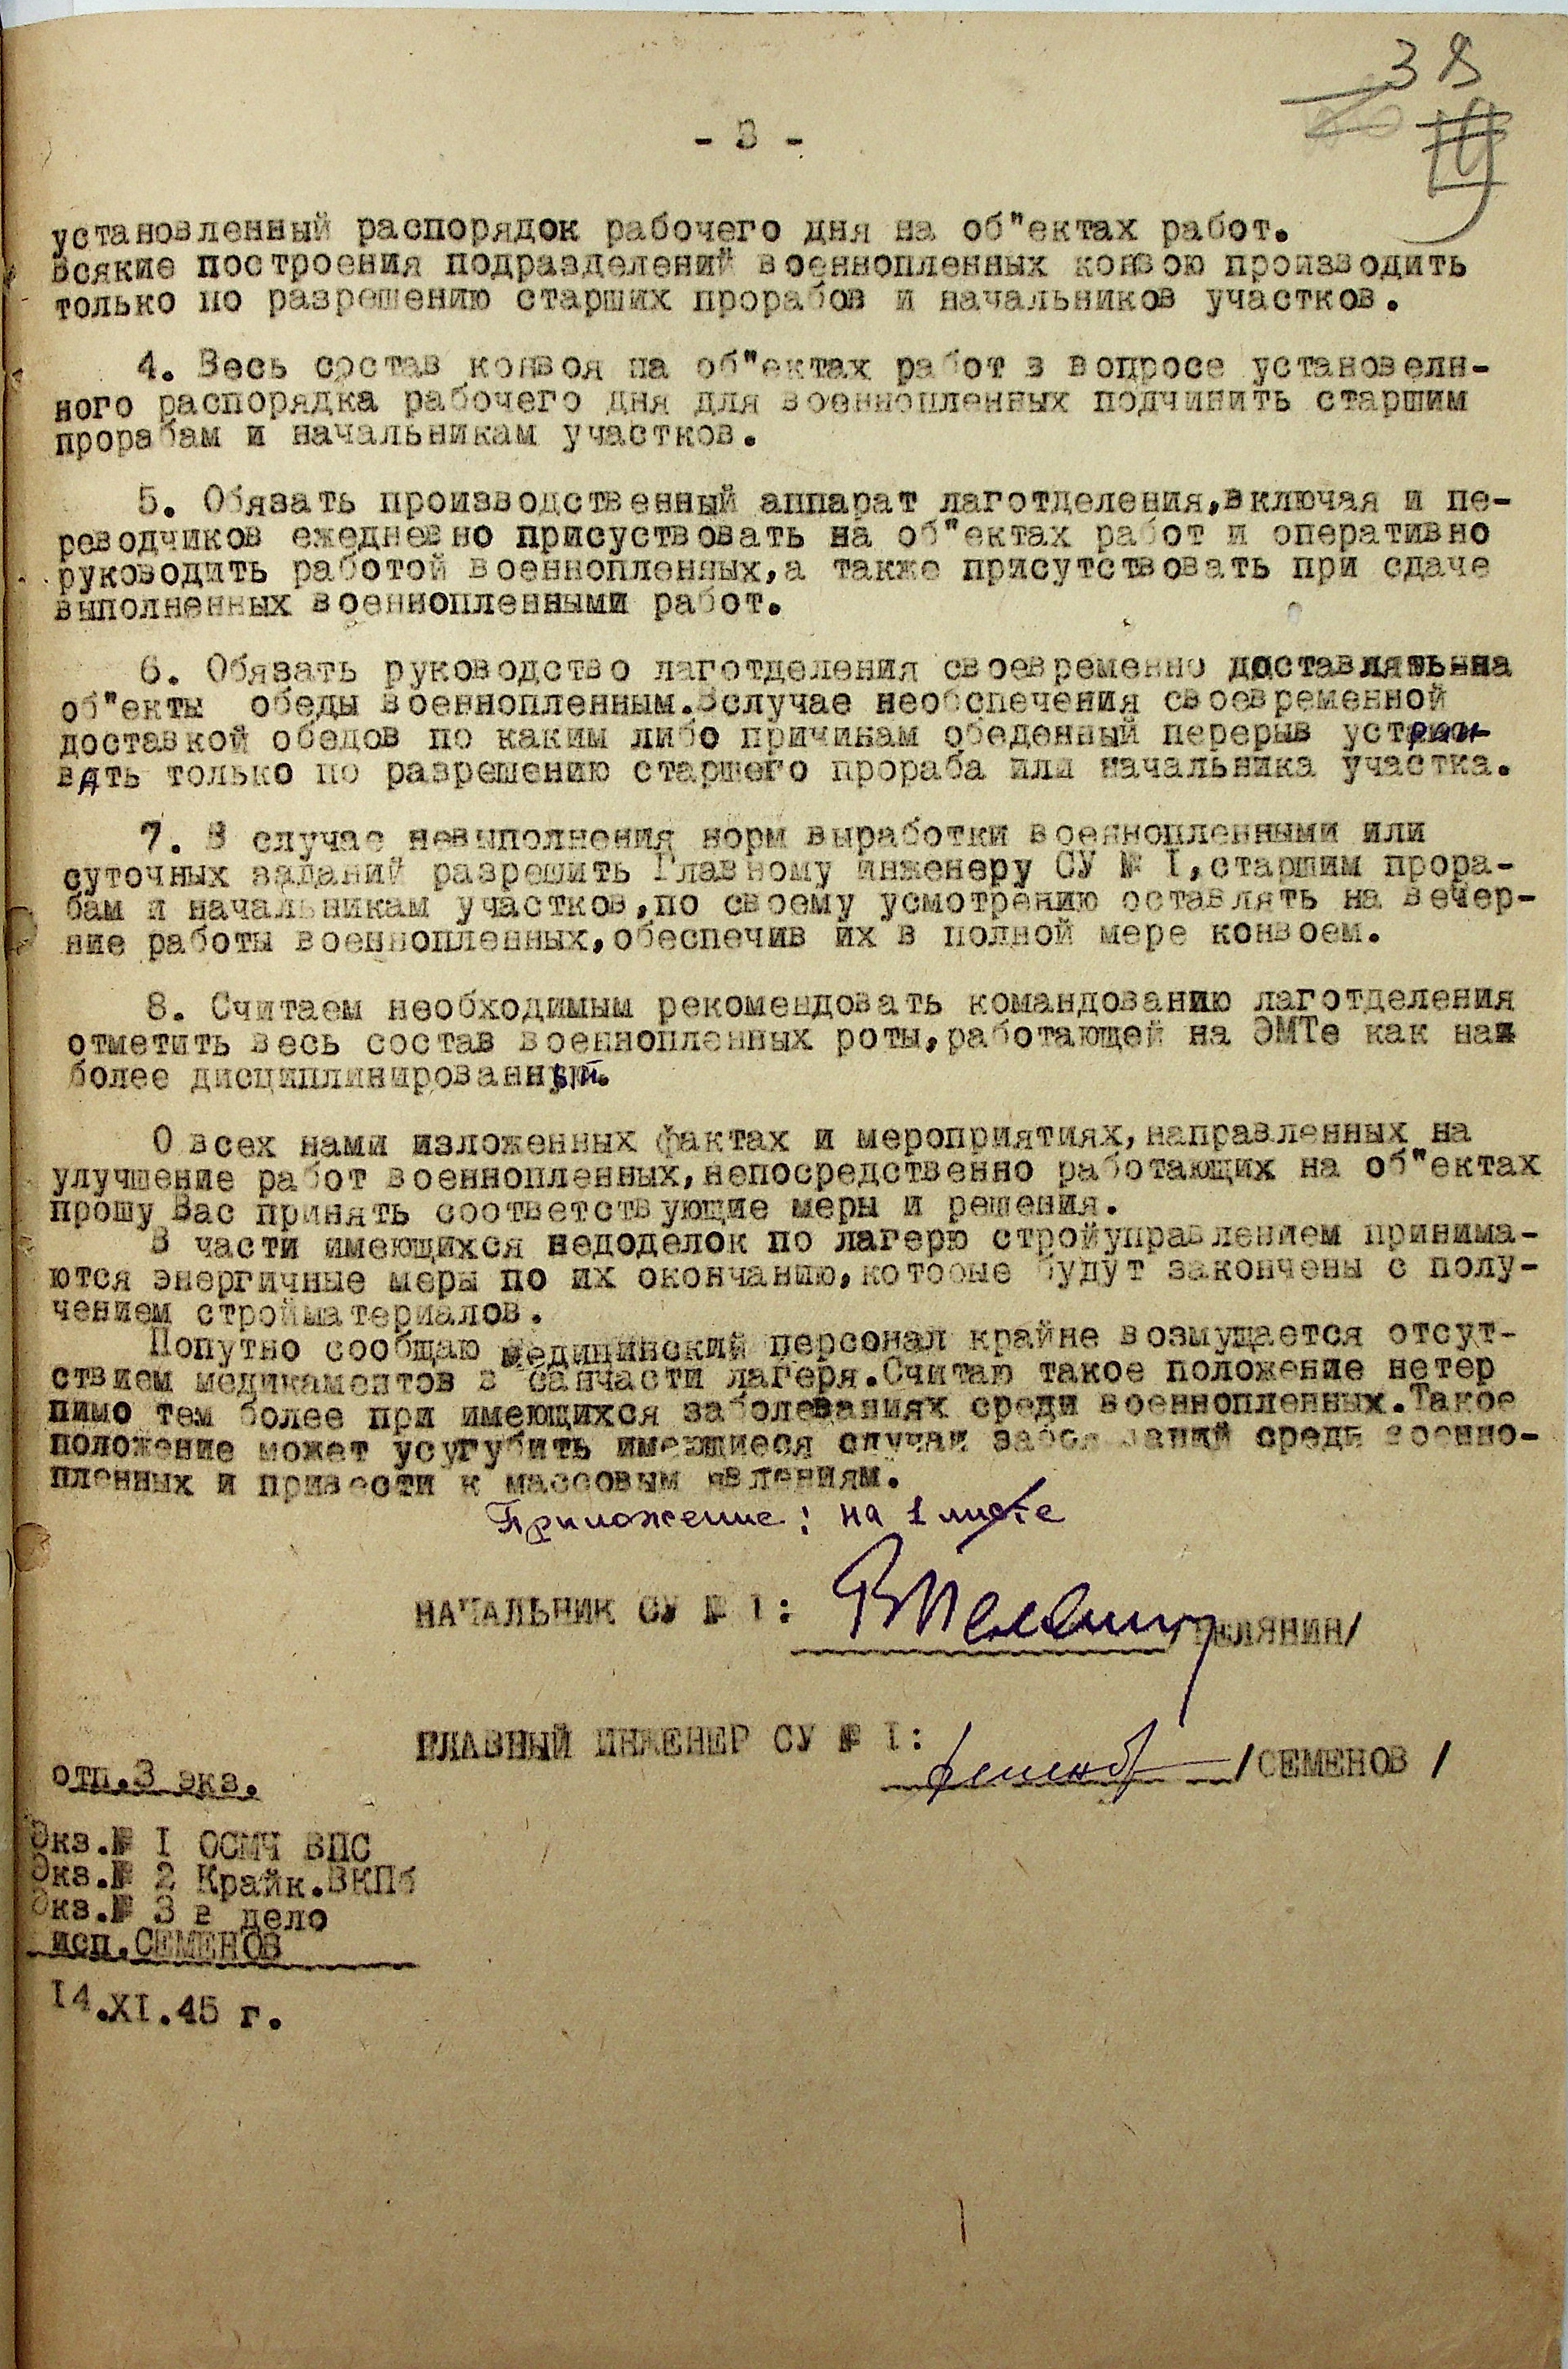 38
- 3 -
установленный распорядок рабочего дня на об"ектах работ.
Всякие построения подразделений военнопленных конвою производить
только по разрешению старших прорабов и начальников участков.
4. Весь состав конвоя на об"ектах работ в вопросе установелн-
ного распорядка рабочего дня для военнопленных подчинить старшим
прорабам и начальникам участков.
5. Обязать производственный аппарат лаготделения,включая и пе-
реводчиков ежедневно присуствовать на об"ектах работ и оперативно
руководить работой военнопленных,а также присутствовать при сдаче
выполненных военнопленными работ.
6. Обязать руководство лаготделения своевременно доставлять на
об"екты обеды военнопленным.Вслучае необспечения своевременной
доставкой обедов по каким либо причинам обеденный перерыв устраи-
вать только по разрешению старшего прораба или начальника участка.
7. В случае невыполнения норм выработки военнопленными или
суточных заданий разрешить Главному инженеру СУ № I,старшим прора-
бам и начальникам участков,по своему усмотрению оставлять на вечер-
ние работы военнопленных,обеспечив их в полной мере конвоем.
8. Считаем необходимым рекомендовать командованию лаготделения
отметить весь состав военнопленных роты,работающей на ЭМТе как наи
более дисциплинированный.
О всех нами изложенных фактах и мероприятиях,направленных на
улучшение работ военнопленных,непосредственно работающих на об"ектах
прошу Вас принять соответствующие меры и решения.
В части имеющихся недоделок по лагерю стройуправлением принима-
ются энергичные меры по их окончанию,которые будут закончены с полу-
чением стройматериалов.
Попутно сообщаю медицинский персонал крайне возмущается отсут-
ствием медикаментов в санчасти лагеря.Считаю такое положение нетер
пимо тем более при имеющихся заболеваниях среди военнопленных.Такое
положение может усугубить имеющиеся случаи заболеваний среди военно-
пленных и привести к массовым явлениям.
Приложение: на 1 листе
НАЧАЛЬНИК СУ № 1:
/ПЕЛЯНИН/
ГЛАВНЫЙ ИНЖЕНЕР СУ № I:
/СЕМЕНОВ /
отп.3 экз.
Экз.№ I ОСМЧ ВПС
Экз.№ 2 Крайк.ВКПб
Экз.№ 3 в дело
исп.СЕМЕНОВ
I4.XI.45 г.